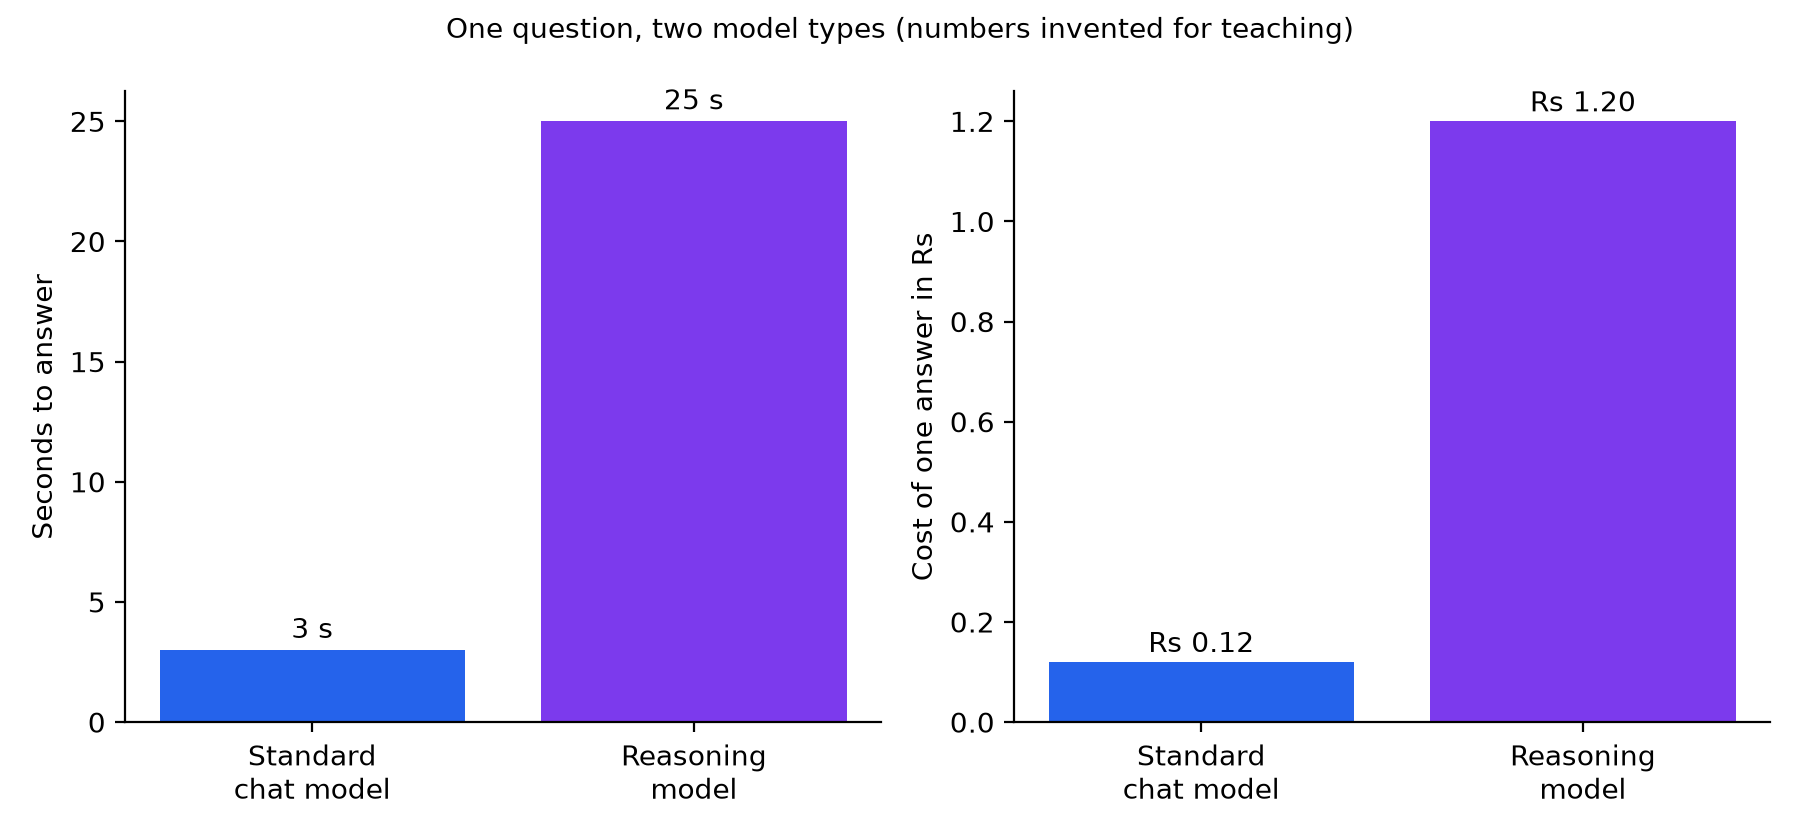 One question, two model types (numbers invented for teaching)
Seconds to answer
25
20
15
10
5
0
3 s
25 s
Standard
chat model
Reasoning
model
Cost of one answer in Rs
1.2
1.0
0.8
0.6
0.4
0.2
0.0
Rs 0.12
Rs 1.20
Standard
chat model
Reasoning
model